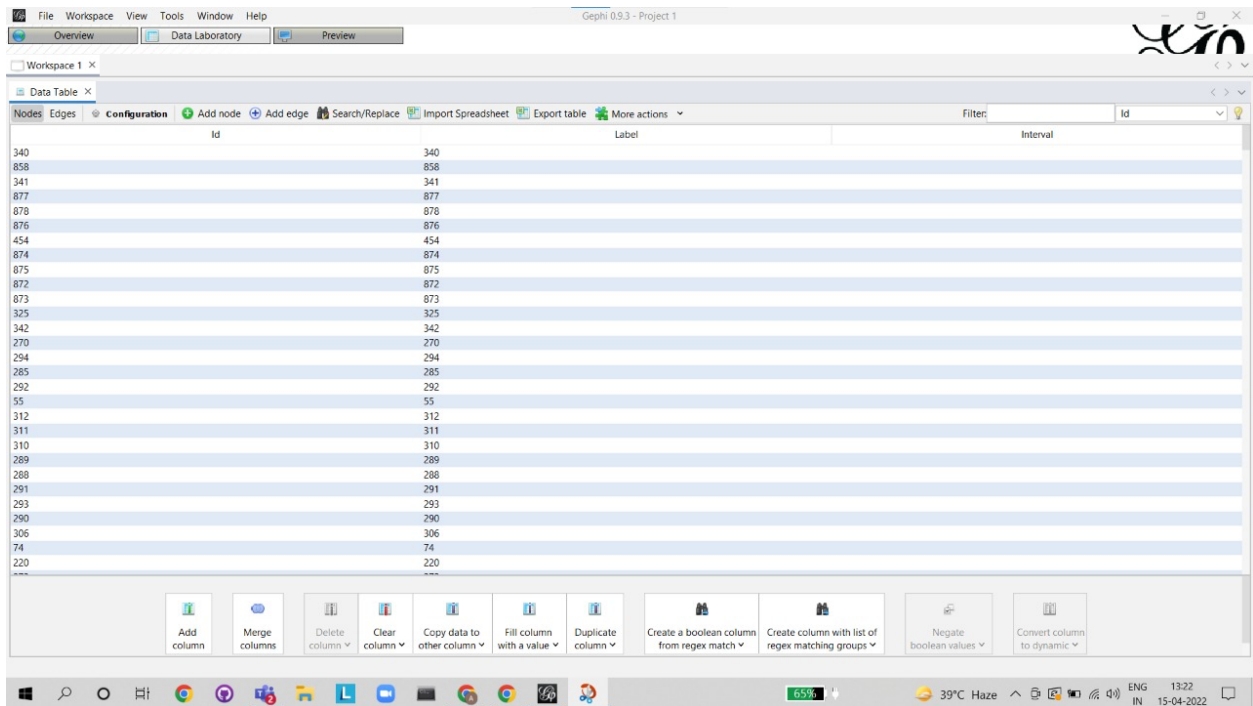 File Workspace View Tools Window Help Gephi 0.9.3 - Project 1
Overview Data Laboratory Preview
Workspace 1
Data Table
Nodes Edges Configuration Add node Add edge Search/Replace Import Spreadsheet Export table More actions Filter: Id
Id Label Interval
340 340
858 858
341 341
877 877
878 878
876 876
454 454
874 874
875 875
872 872
873 873
325 325
342 342
270 270
294 294
285 285
292 292
55 55
312 312
311 311
310 310
289 289
288 288
291 291
293 293
290 290
306 306
74 74
220 220
Add column
Merge columns
Delete column
Clear column
Copy data to other column
Fill column with a value
Duplicate column
Create a boolean column from regex match
Create column with list of regex matching groups
Negate boolean values
Convert column to dynamic
65% 39°C Haze ENG IN 13:22 15-04-2022